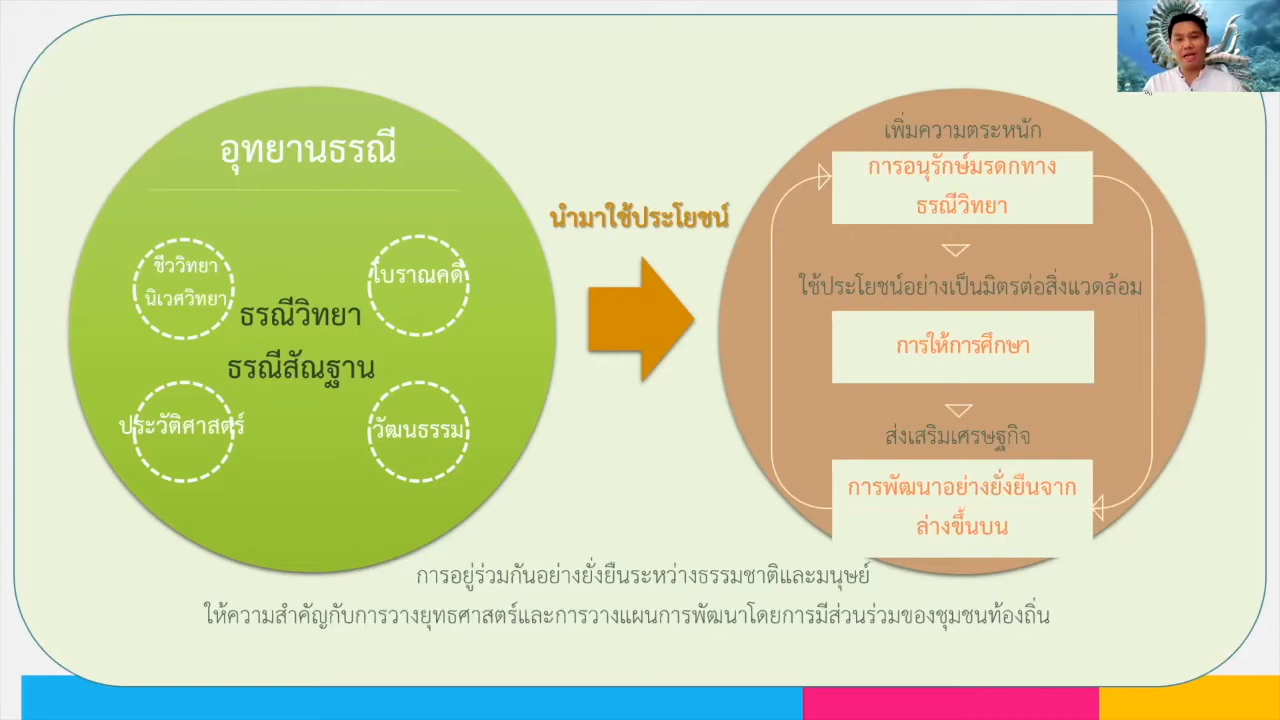 อุทยานธรณี
ชีววิทยา
นิเวศวิทยา
โบราณคดี
ธรณีวิทยา
ธรณีสัณฐาน
ประวัติศาสตร์
วัฒนธรรม
นำมาใช้ประโยชน์
เพิ่มความตระหนัก
การอนุรักษ์มรดกทาง
ธรณีวิทยา
ใช้ประโยชน์อย่างเป็นมิตรต่อสิ่งแวดล้อม
การให้การศึกษา
ส่งเสริมเศรษฐกิจ
การพัฒนาอย่างยั่งยืนจาก
ล่างขึ้นบน
การอยู่ร่วมกันอย่างยั่งยืนระหว่างธรรมชาติและมนุษย์
ให้ความสำคัญกับการวางยุทธศาสตร์และการวางแผนการพัฒนาโดยการมีส่วนร่วมของชุมชนท้องถิ่น